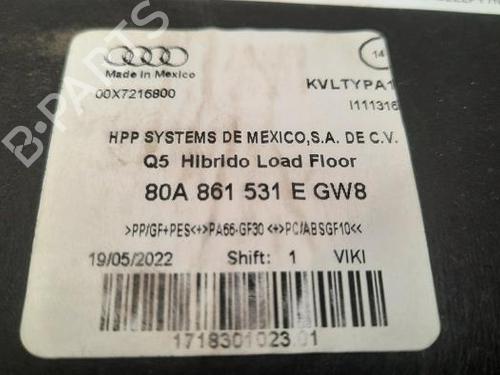 14
Made in Mexico
KVLTYPA1
00X7216800
I111316
HPP SYSTEMS DE MEXICO,S.A. DE C.V.
Q5 Hibrido Load Floor
80A 861 531 E GW8
>PP/GF+PES<+>PA66-GF30 <+>PC/ABSGF10<<
19/05/2022 Shift: 1 VIKI
1718301023.01
B-PARTS